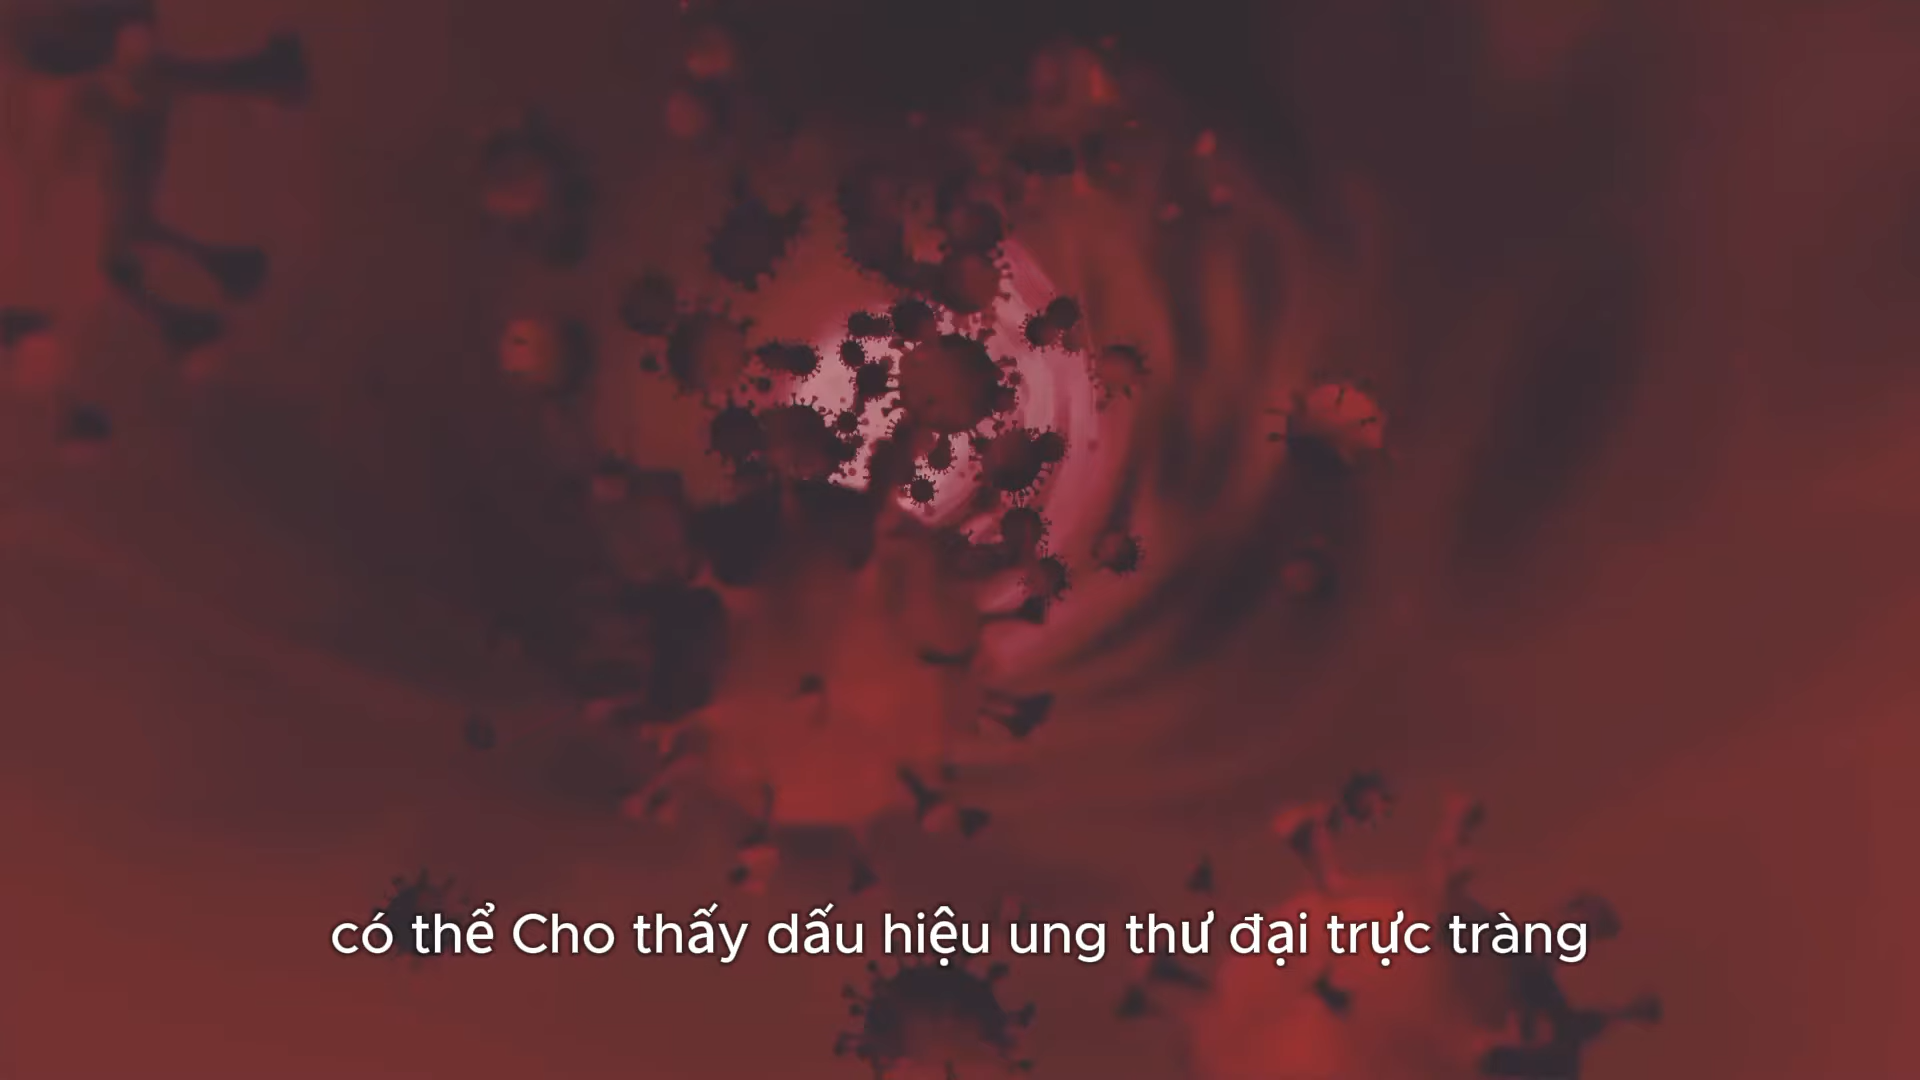 có thể Cho thấy dấu hiệu ung thư đại trực tràng